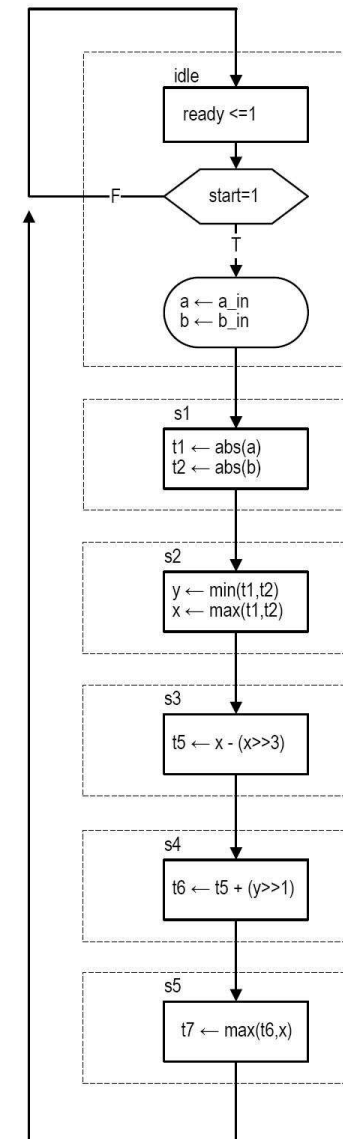 idle
ready <=1
start=1
F
T
a ← a_in
b ← b_in
s1
t1 ← abs(a)
t2 ← abs(b)
s2
y ← min(t1,t2)
x ← max(t1,t2)
s3
t5 ← x - (x>>3)
s4
t6 ← t5 + (y>>1)
s5
t7 ← max(t6,x)